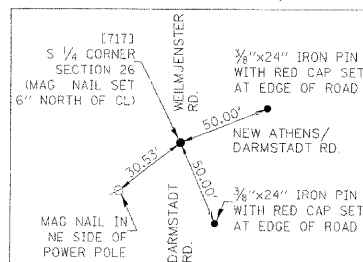 [717]
S 1/4 CORNER
SECTION 26
(MAG NAIL SET
6" NORTH OF CL)
WEILMJENSTER
RD.
3/8"x24" IRON PIN
WITH RED CAP SET
AT EDGE OF ROAD
50.00'
NEW ATHENS/
DARMSTADT RD.
30.53'
50.00'
MAG NAIL IN
NE SIDE OF
POWER POLE
DARMSTADT
RD.
3/8"x24" IRON PIN
WITH RED CAP SET
AT EDGE OF ROAD